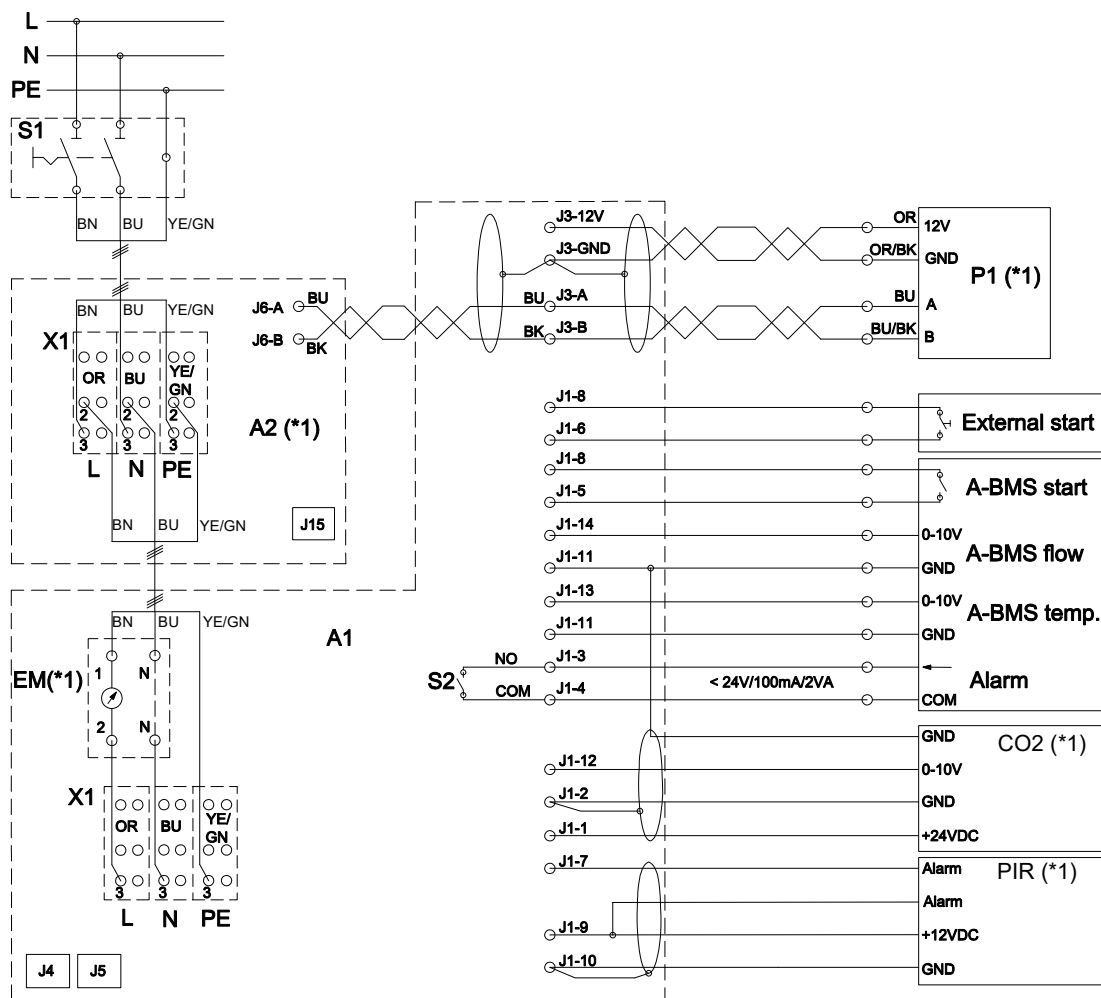 L
N
PE
S1
BN BU YE/GN
BN BU YE/GN
X1
OR BU YE/
GN
2 2 2
3 3 3
L N PE
A2 (*1)
BN BU YE/GN
J15
J6-A BU
J6-B BK
J3-12V
J3-GND
BU J3-A
BK J3-B
OR 12V
OR/BK GND
BU A
BU/BK B
P1 (*1)
J1-8
J1-6
External start
J1-8
J1-5
A-BMS start
J1-14 0-10V
J1-11 GND
A-BMS flow
J1-13 0-10V
J1-11 GND
A-BMS temp.
S2
NO J1-3
COM J1-4
< 24V/100mA/2VA
COM
Alarm
GND
CO2 (*1)
J1-12 0-10V
J1-2 GND
J1-1 +24VDC
J1-7 Alarm
PIR (*1)
Alarm
J1-9 +12VDC
J1-10 GND
A1
BN BU YE/GN
EM(*1)
1 N
2 N
X1
OR BU YE/
GN
3 3 3
L N PE
J4 J5